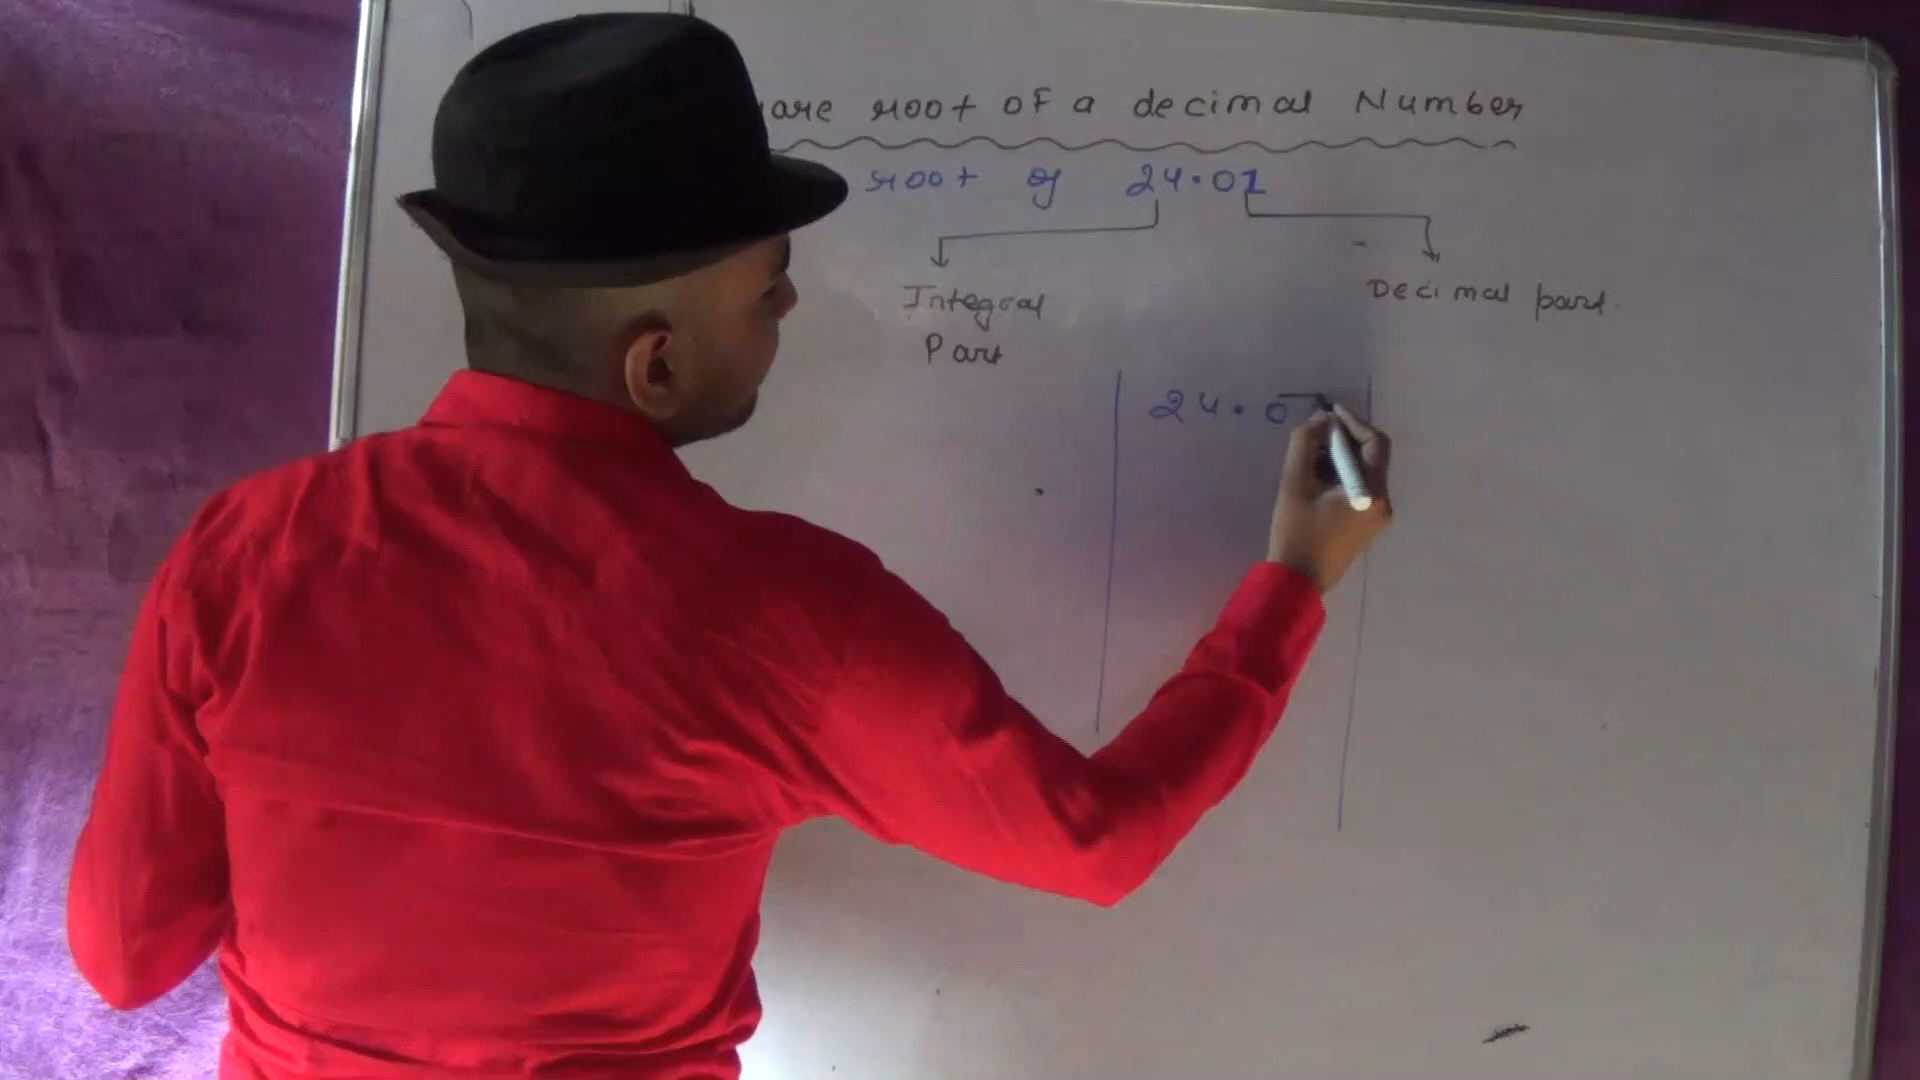 are root of a decimal Number
root of 24.01
Integral
Part
Decimal part.
24.0